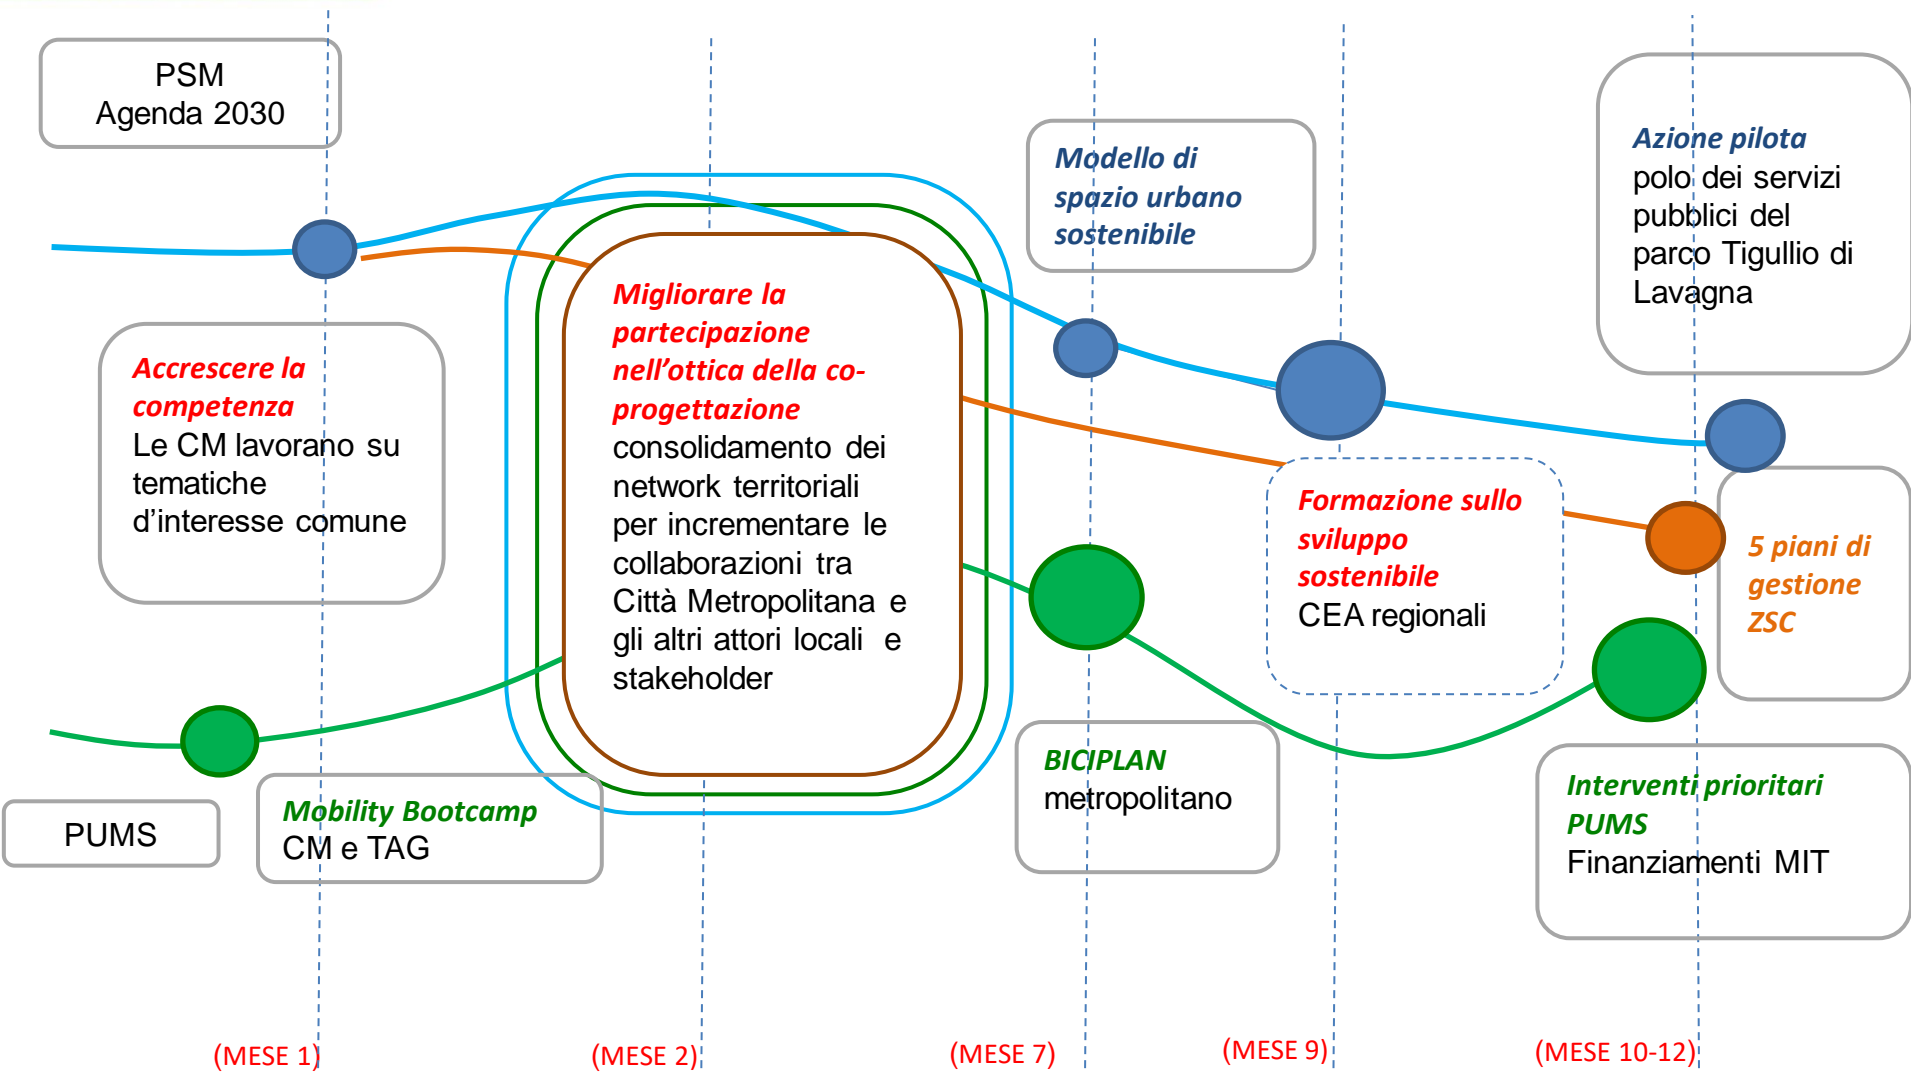 PSM
Agenda 2030
Accrescere la
competenza
Le CM lavorano su
tematiche
d’interesse comune
PUMS
Mobility Bootcamp
CM e TAG
Migliorare la
partecipazione
nell’ottica della co-
progettazione
consolidamento dei
network territoriali
per incrementare le
collaborazioni tra
Città Metropolitana e
gli altri attori locali e
stakeholder
Modello di
spazio urbano
sostenibile
BICIPLAN
metropolitano
Formazione sullo
sviluppo
sostenibile
CEA regionali
Azione pilota
polo dei servizi
pubblici del
parco Tigullio di
Lavagna
5 piani di
gestione
ZSC
Interventi prioritari
PUMS
Finanziamenti MIT
(MESE 1)
(MESE 2)
(MESE 7)
(MESE 9)
(MESE 10-12)